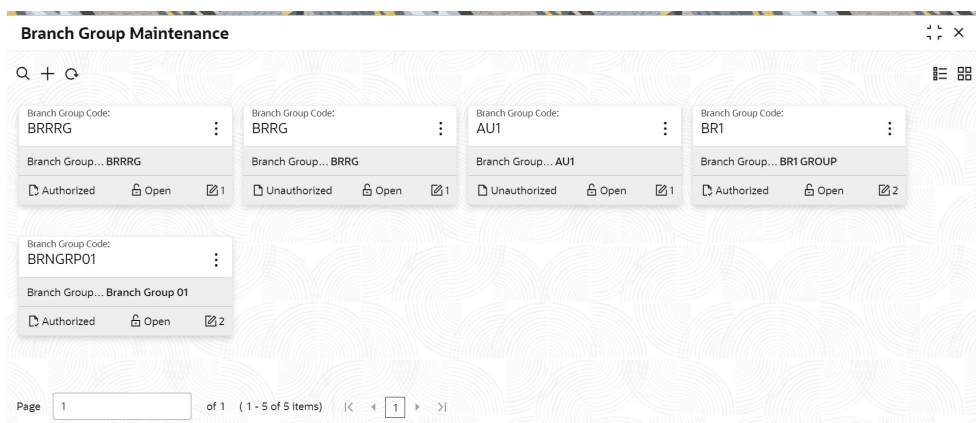 Branch Group Maintenance
Branch Group Code:
BRRRG
Branch Group... BRRRG
Authorized Open 1
Branch Group Code:
BRRG
Branch Group... BRRG
Unauthorized Open 1
Branch Group Code:
AU1
Branch Group... AU1
Unauthorized Open 1
Branch Group Code:
BR1
Branch Group... BR1 GROUP
Authorized Open 2
Branch Group Code:
BRNGRP01
Branch Group... Branch Group 01
Authorized Open 2
Page 1 of 1 ( 1 - 5 of 5 items) 1